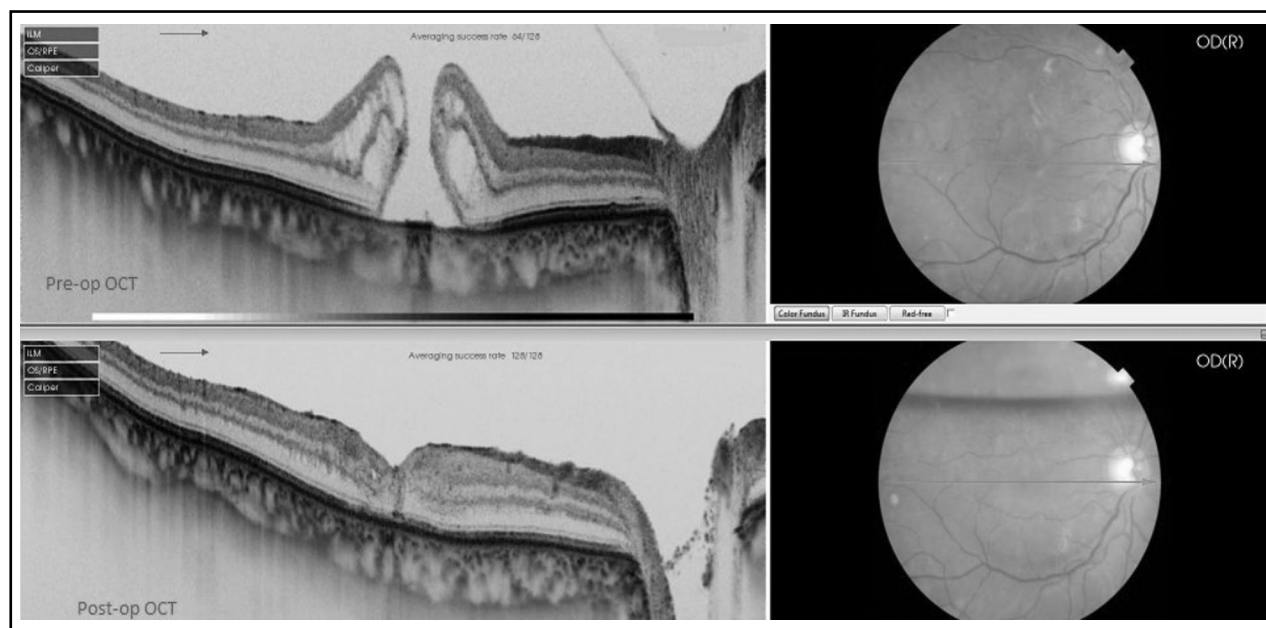 ILM
OS/RPE
Caliper
Averaging success rate 64/128
OD(R)
Pre-op OCT
Color Fundus
IR Fundus
Red-free
ILM
OS/RPE
Caliper
Averaging success rate 128/128
OD(R)
Post-op OCT